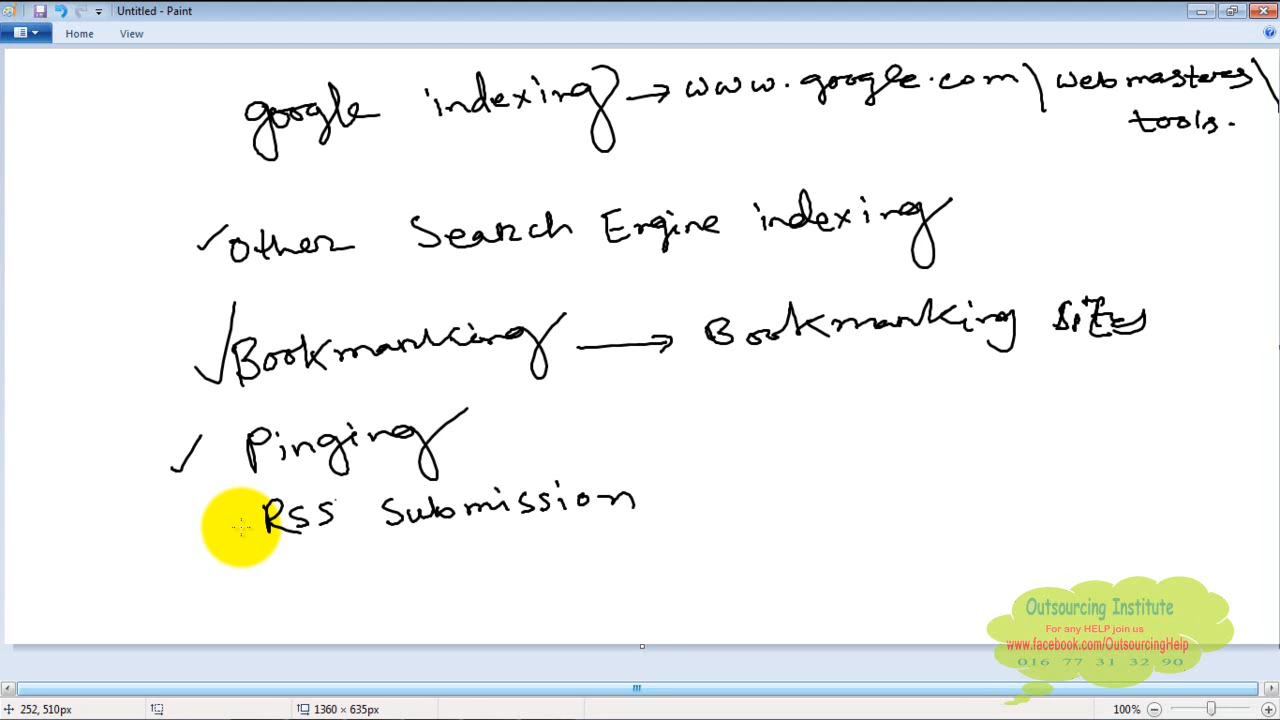 Untitled - Paint
Home View
google indexing → www.google.com\webmasters\
tools.
✓Other Search Engine indexing
✓Bookmarking → Bookmarking Sites
✓ Pinging
RSS Submission
Outsourcing Institute
For any HELP join us
www.facebook.com/OutsourcingHelp
016 77 31 32 90
252, 510px 1360 × 635px 100%